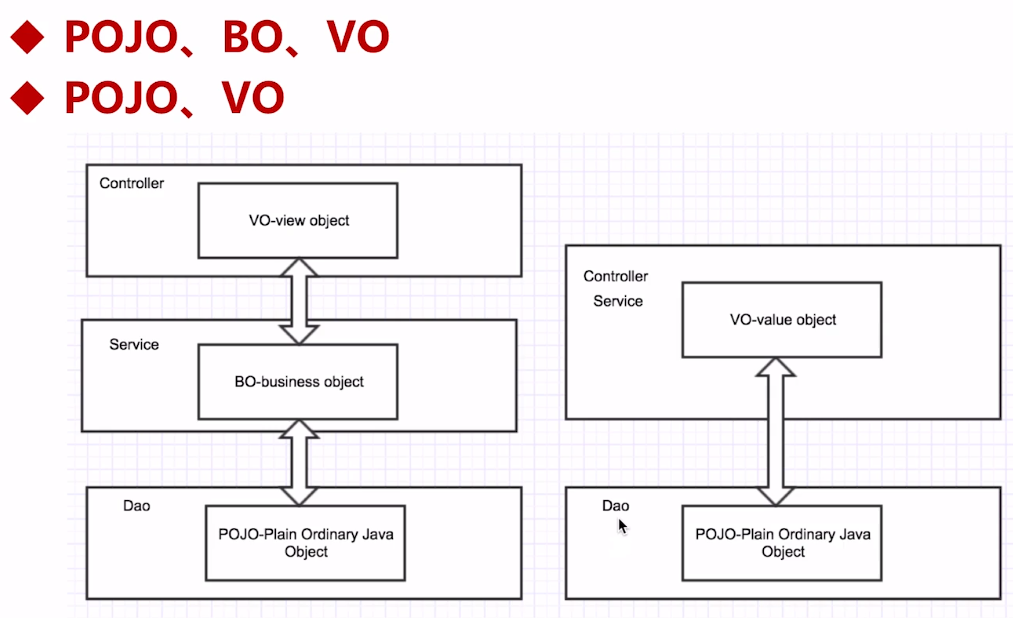 POJO、BO、VO
POJO、VO
Controller
VO-view object
Service
BO-business object
Dao
POJO-Plain Ordinary Java
Object
Controller
Service
VO-value object
Dao
POJO-Plain Ordinary Java
Object